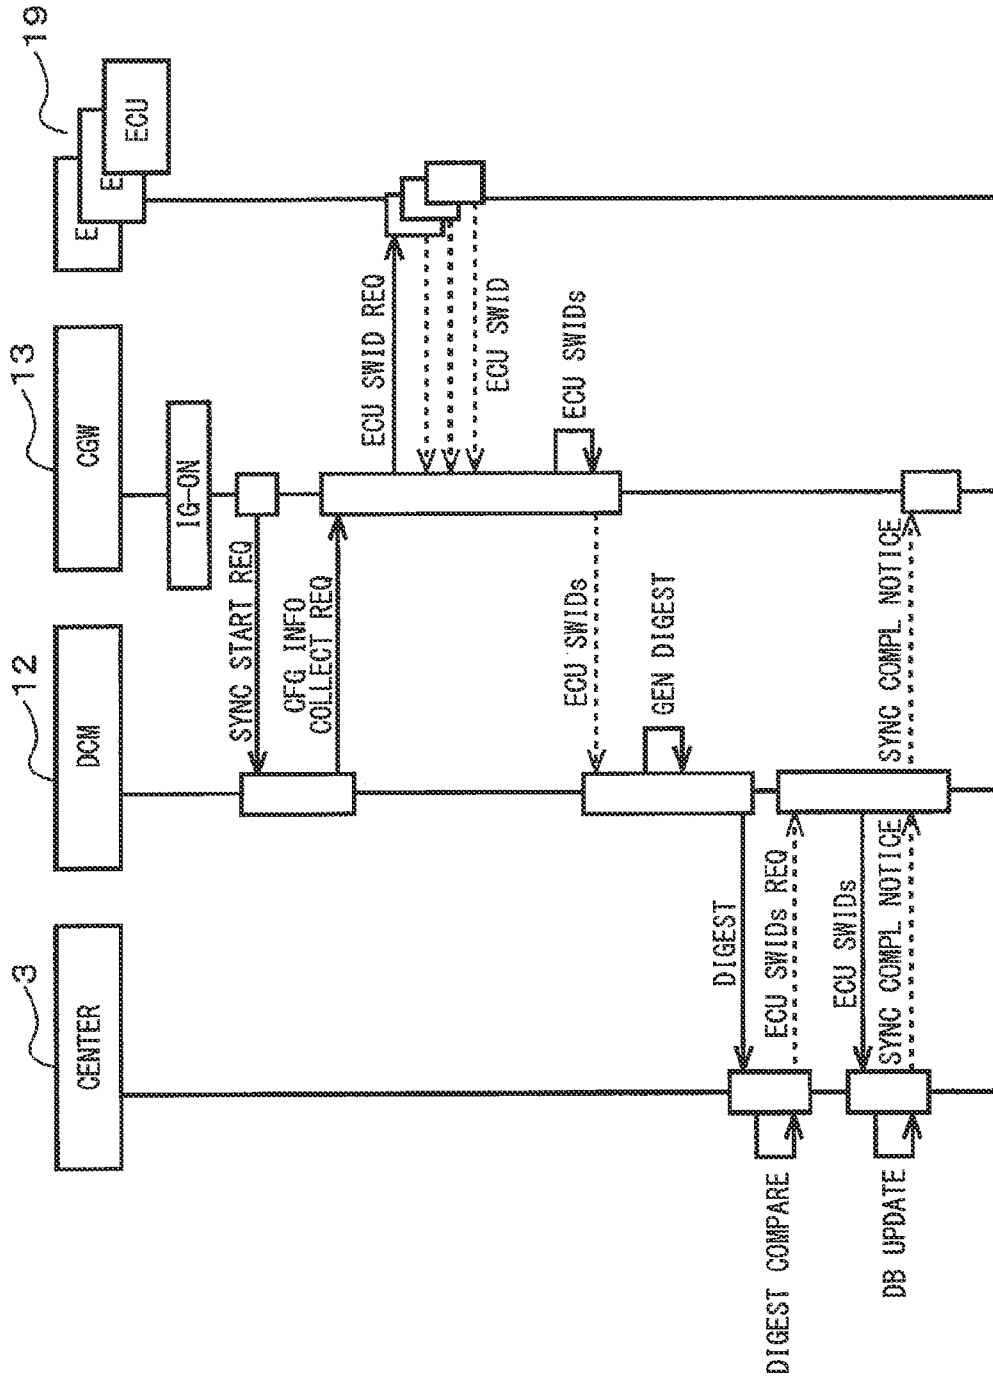 3
12
13
19
CENTER
DCM
CGW
E
E
ECU
IG-ON
SYNC START REQ
CFG INFO
COLLECT REQ
ECU SWID REQ
ECU SWID
ECU SWIDs
ECU SWIDs
GEN DIGEST
DIGEST
DIGEST COMPARE
ECU SWIDs REQ
ECU SWIDs
DB UPDATE
SYNC COMPL NOTICE
SYNC COMPL NOTICE